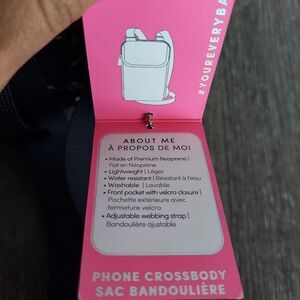 #YOUREVERYBA
ABOUT ME
À PROPOS DE MOI
• Made of Premium Neoprene |
Fait en Néoprène
• Lightweight | Léger
• Water resistant | Résistant à l'eau
• Washable | Lavable
• Front pocket with velcro closure |
Pochette extérieure avec
fermeture velcro
• Adjustable webbing strap |
Bandoulière ajustable
PHONE CROSSBODY
SAC BANDOULIÈRE